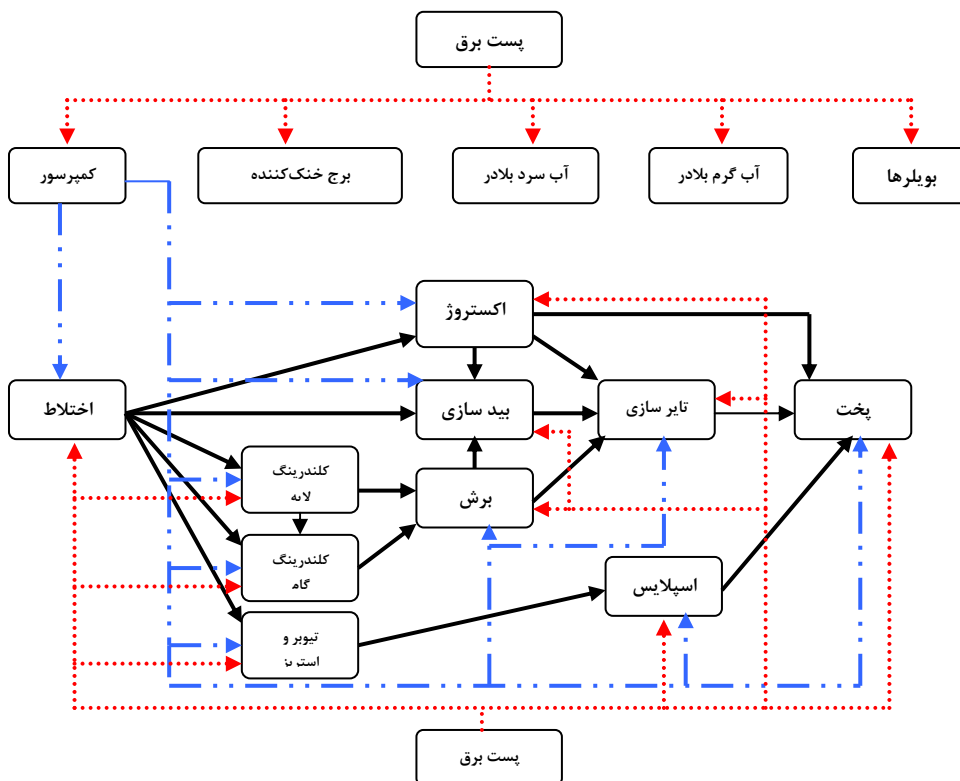 پست برق
بویلرها
آب گرم بلادر
آب سرد بلادر
برج خنک‌کننده
کمپرسور
اکستروژ
اختلاط
بید سازی
تایر سازی
پخت
کلندرینگ
لایه
برش
کلندرینگ
گام
اسپلایس
تیوبر و
استریز
پست برق